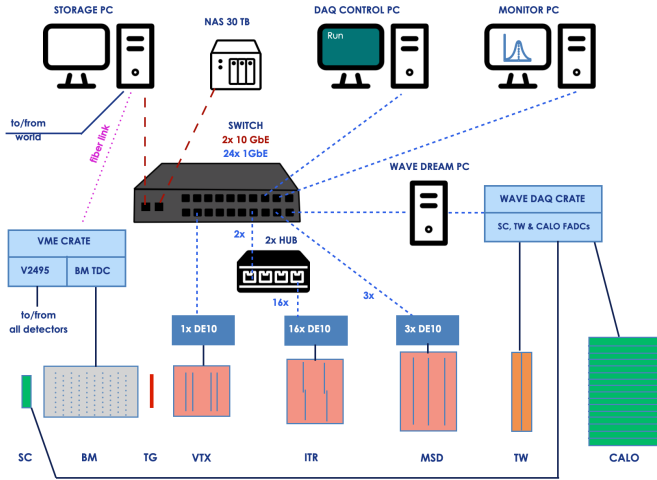 STORAGE PC
NAS 30 TB
DAQ CONTROL PC
MONITOR PC
Run
to/from
world
fiber link
SWITCH
2x 10 GbE
24x 1GbE
WAVE DREAM PC
WAVE DAQ CRATE
SC, TW & CALO FADCs
VME CRATE
V2495
BM TDC
2x
2x HUB
16x
3x
to/from
all detectors
1x DE10
16x DE10
3x DE10
SC
BM
TG
VTX
ITR
MSD
TW
CALO